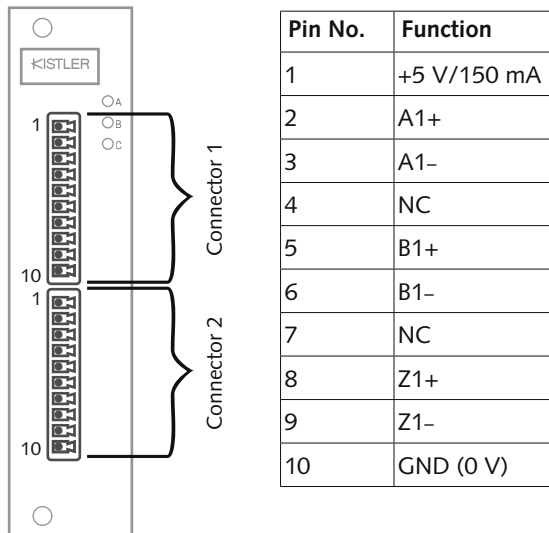 KISTLER
A
B
C
1
10
Connector 1
1
10
Connector 2
Pin No. Function
1 +5 V/150 mA
2 A1+
3 A1–
4 NC
5 B1+
6 B1–
7 NC
8 Z1+
9 Z1–
10 GND (0 V)